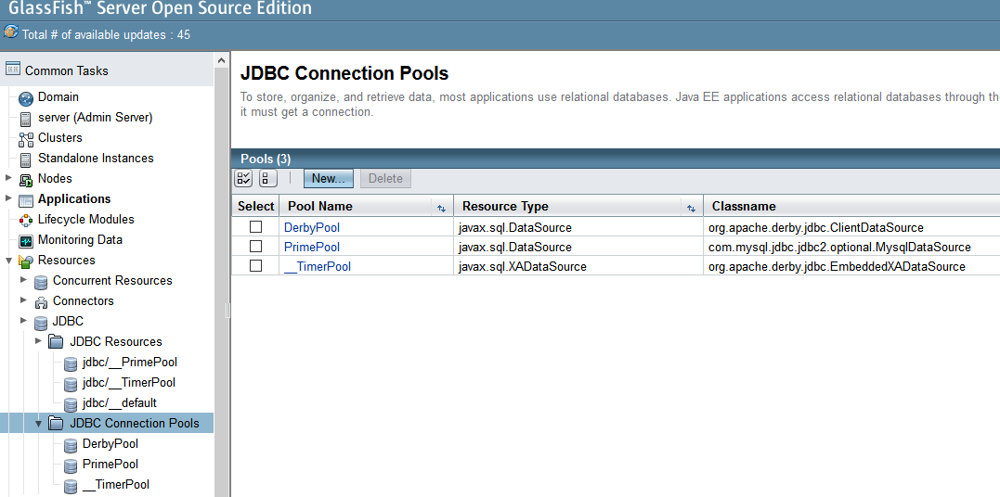 GlassFish™ Server Open Source Edition
Total # of available updates : 45
Common Tasks
Domain
server (Admin Server)
Clusters
Standalone Instances
Nodes
Applications
Lifecycle Modules
Monitoring Data
Resources
Concurrent Resources
Connectors
JDBC
JDBC Resources
jdbc/__PrimePool
jdbc/__TimerPool
jdbc/__default
JDBC Connection Pools
DerbyPool
PrimePool
__TimerPool
JDBC Connection Pools
To store, organize, and retrieve data, most applications use relational databases. Java EE applications access relational databases through th
it must get a connection.
Pools (3)
New... Delete
Select Pool Name Resource Type Classname
DerbyPool javax.sql.DataSource org.apache.derby.jdbc.ClientDataSource
PrimePool javax.sql.DataSource com.mysql.jdbc.jdbc2.optional.MysqlDataSource
__TimerPool javax.sql.XADataSource org.apache.derby.jdbc.EmbeddedXADataSource